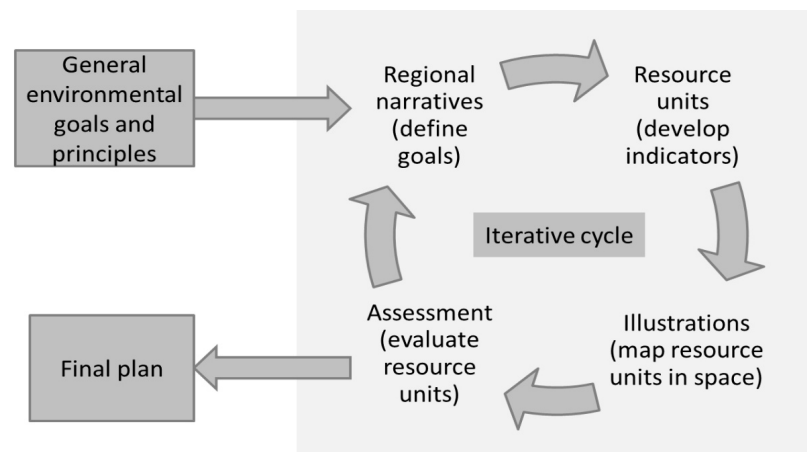 General
environmental
goals and
principles
Regional
narratives
(define
goals)
Resource
units
(develop
indicators)
Iterative cycle
Illustrations
(map resource
units in space)
Assessment
(evaluate
resource
units)
Final plan